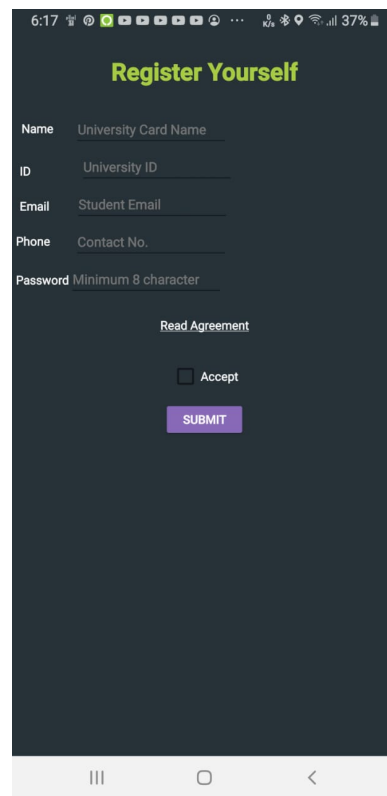 6:17 ... 0 K/s 37%
Register Yourself
Name University Card Name
ID University ID
Email Student Email
Phone Contact No.
Password Minimum 8 character
Read Agreement
Accept
SUBMIT